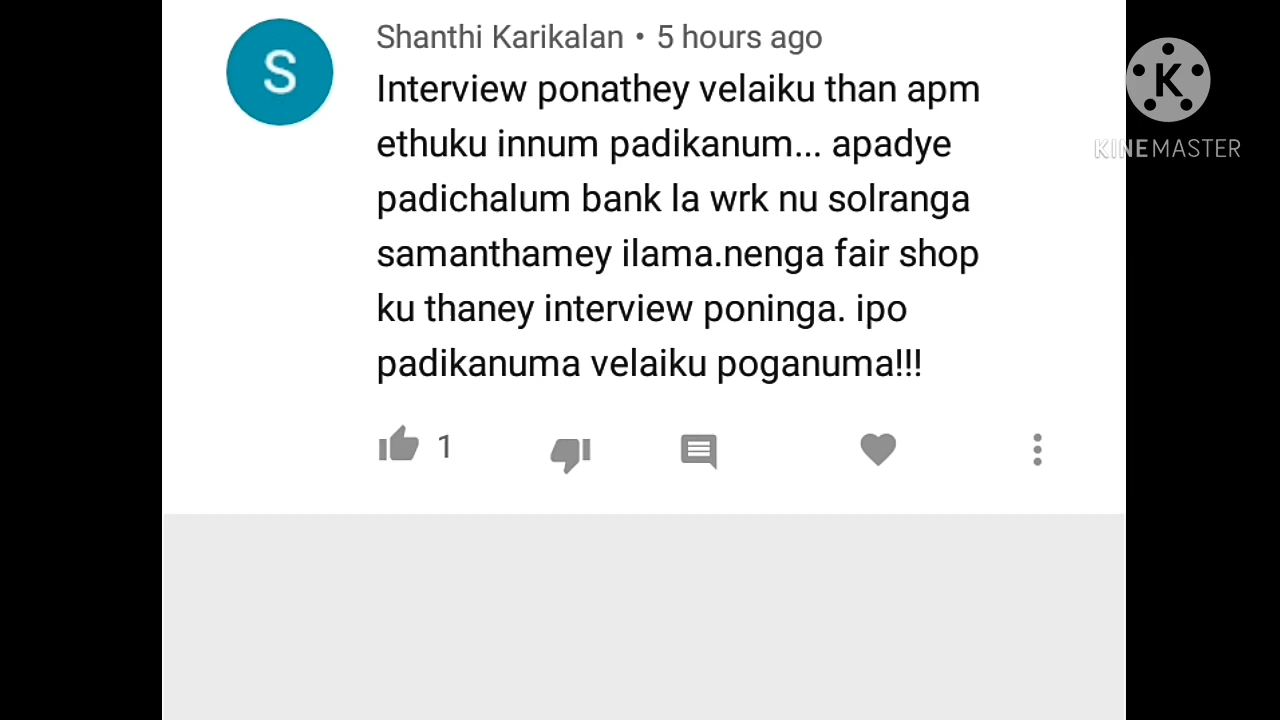 S
Shanthi Karikalan • 5 hours ago
Interview ponathey velaiku than apm
ethuku innum padikanum... apadye
padichalum bank la wrk nu solranga
samanthamey ilama.nenga fair shop
ku thaney interview poninga. ipo
padikanuma velaiku poganuma!!!
1
K
KINEMASTER